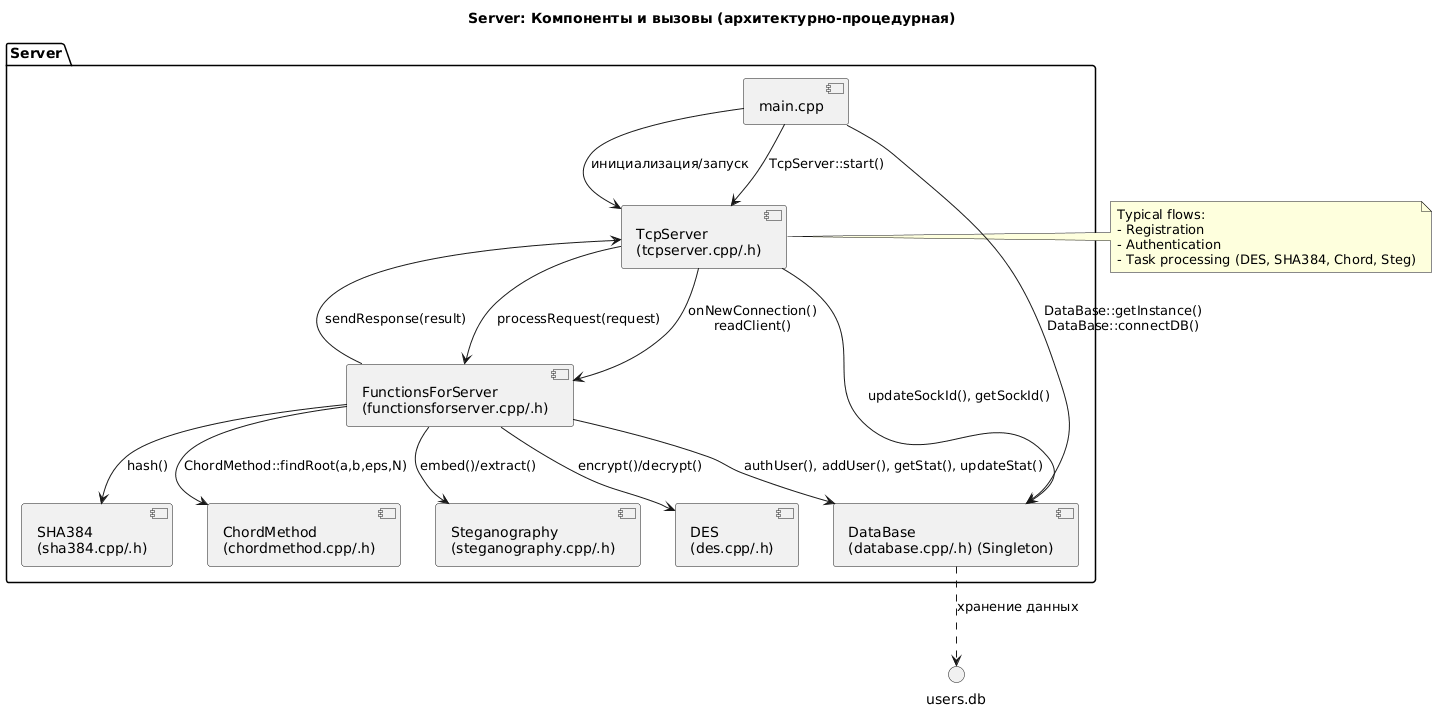 Server: Компоненты и вызовы (архитектурно-процедурная)
Server
main.cpp
инициализация/запуск
TcpServer::start()
TcpServer
(tcpserver.cpp/.h)
Typical flows:
- Registration
- Authentication
- Task processing (DES, SHA384, Chord, Steg)
sendResponse(result)
processRequest(request)
onNewConnection()
readClient()
DataBase::getInstance()
DataBase::connectDB()
FunctionsForServer
(functionsforserver.cpp/.h)
updateSockId(), getSockId()
hash()
ChordMethod::findRoot(a,b,eps,N)
embed()/extract()
encrypt()/decrypt()
authUser(), addUser(), getStat(), updateStat()
SHA384
(sha384.cpp/.h)
ChordMethod
(chordmethod.cpp/.h)
Steganography
(steganography.cpp/.h)
DES
(des.cpp/.h)
DataBase
(database.cpp/.h) (Singleton)
хранение данных
users.db